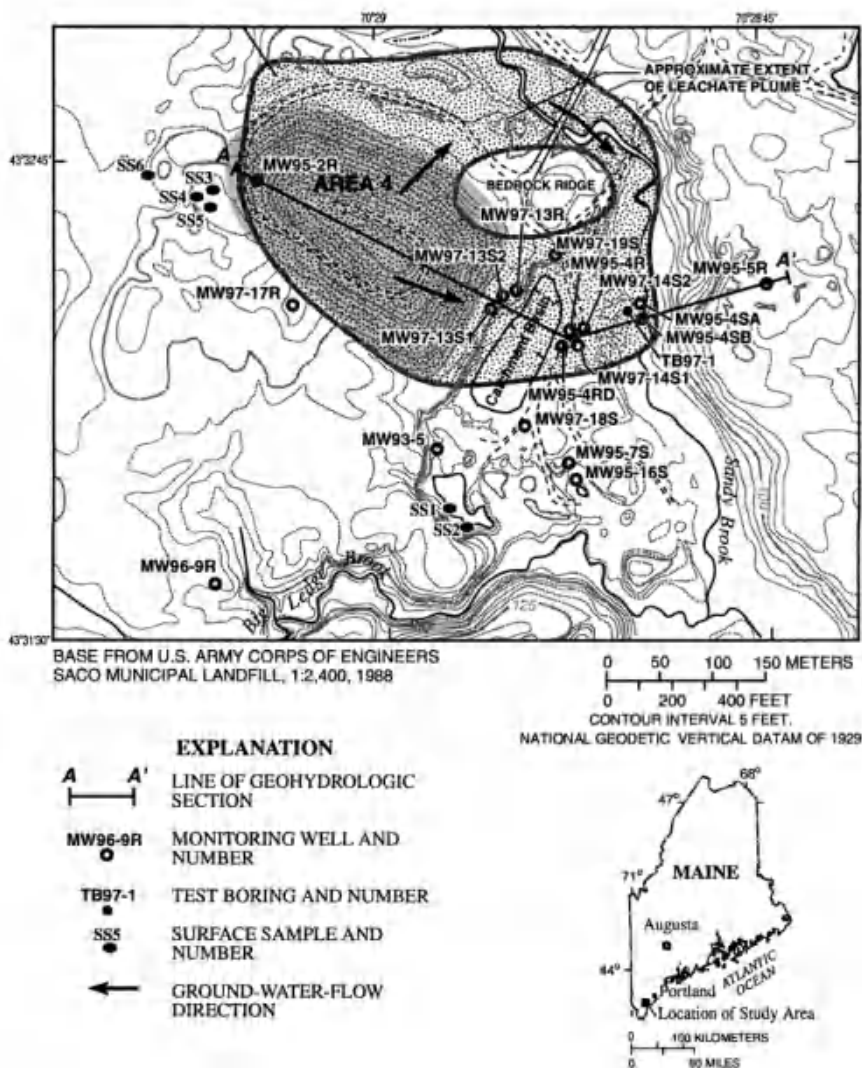 70°29'
70°28'45"
APPROXIMATE EXTENT
OF LEACHATE PLUME
43°32'45"
SS6
SS3
SS4
SS5
A
MW95-2R
AREA 4
BEDROCK RIDGE
MW97-13R
MW97-13S2
MW97-19S
MW95-4R
MW97-14S2
MW95-5R
A'
MW97-17R
MW97-13S1
Catchment Basin
MW95-4SA
MW95-4SB
TB97-1
MW97-14S1
MW95-4RD
MW97-18S
MW93-5
MW95-7S
MW95-16S
SS1
SS2
Sandy Brook
MW96-9R
Big Ledge Brook
125
43°31'30"
BASE FROM U.S. ARMY CORPS OF ENGINEERS
SACO MUNICIPAL LANDFILL, 1:2,400, 1988
0 50 100 150 METERS
0 200 400 FEET
CONTOUR INTERVAL 5 FEET.
NATIONAL GEODETIC VERTICAL DATAM OF 1929
EXPLANATION
A A' LINE OF GEOHYDROLOGIC
SECTION
MW96-9R MONITORING WELL AND
NUMBER
TB97-1 TEST BORING AND NUMBER
SS5 SURFACE SAMPLE AND
NUMBER
GROUND-WATER-FLOW
DIRECTION
68°
47°
71°
MAINE
Augusta
44°
ATLANTIC
OCEAN
Portland
Location of Study Area
0 100 KILOMETERS
0 90 MILES